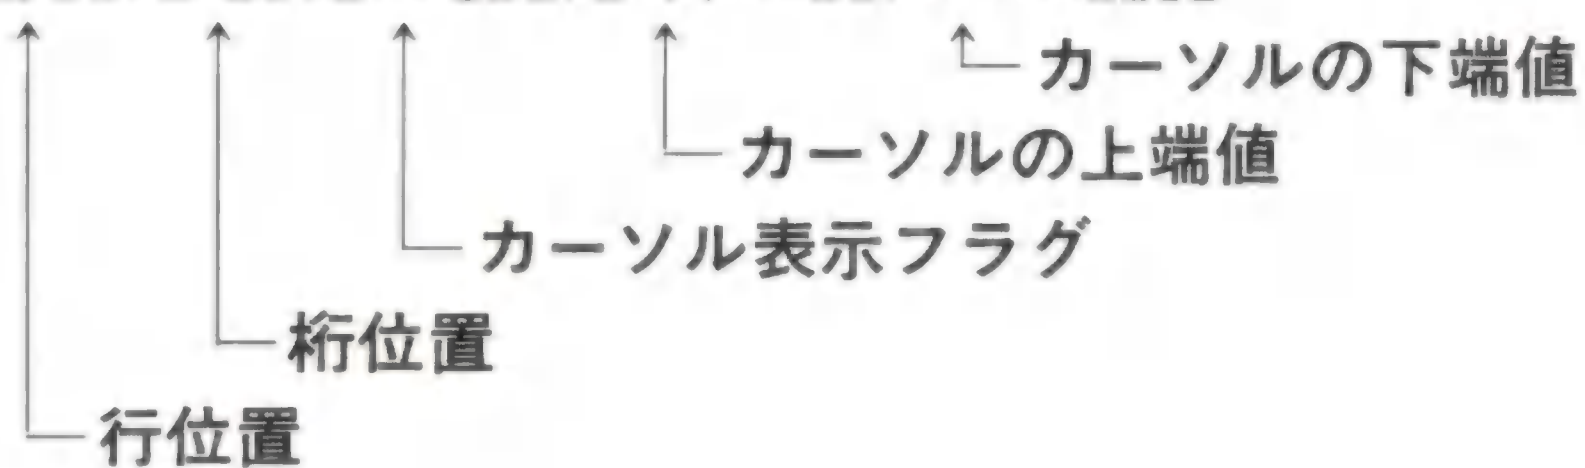 カーソルの下端値
カーソルの上端値
カーソル表示フラグ
桁位置
行位置